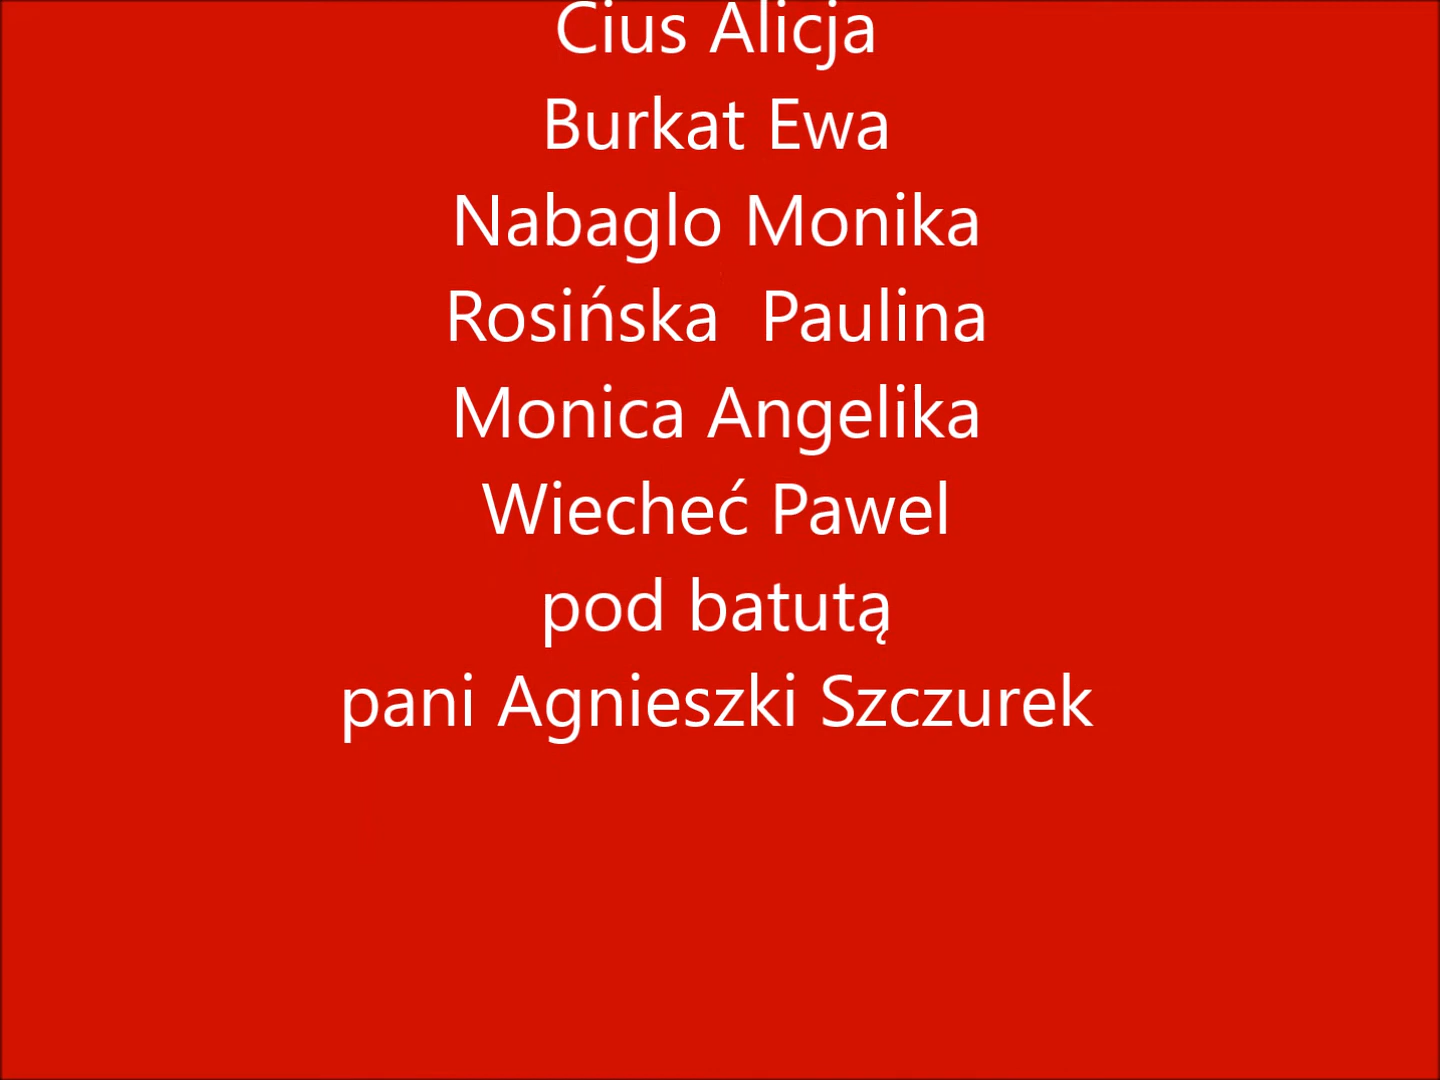 Cius Alicja
Burkat Ewa
Nabaglo Monika
Rosińska  Paulina
Monica Angelika
Wiecheć Pawel
pod batutą
pani Agnieszki Szczurek